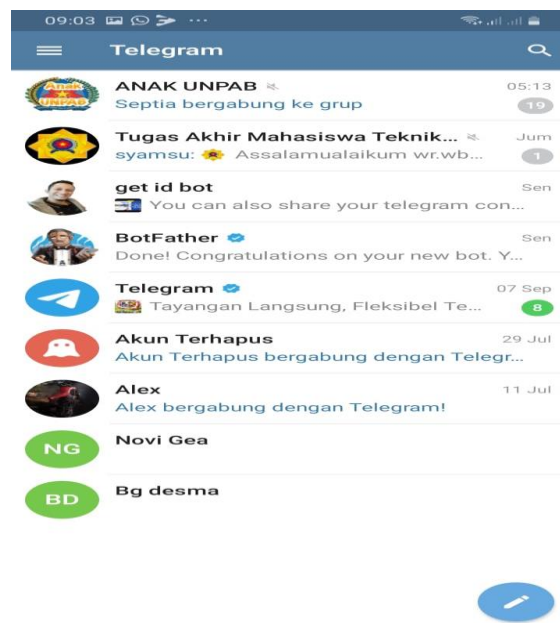 09:03
Telegram
ANAK UNPAB 05:13
Septia bergabung ke grup 19
Tugas Akhir Mahasiswa Teknik... Jum
syamsu: Assalamualaikum wr.wb... 1
get id bot Sen
You can also share your telegram con...
BotFather Sen
Done! Congratulations on your new bot. Y...
Telegram 07 Sep
Tayangan Langsung, Fleksibel Te... 8
Akun Terhapus 29 Jul
Akun Terhapus bergabung dengan Telegr...
Alex 11 Jul
Alex bergabung dengan Telegram!
NG Novi Gea
BD Bg desma